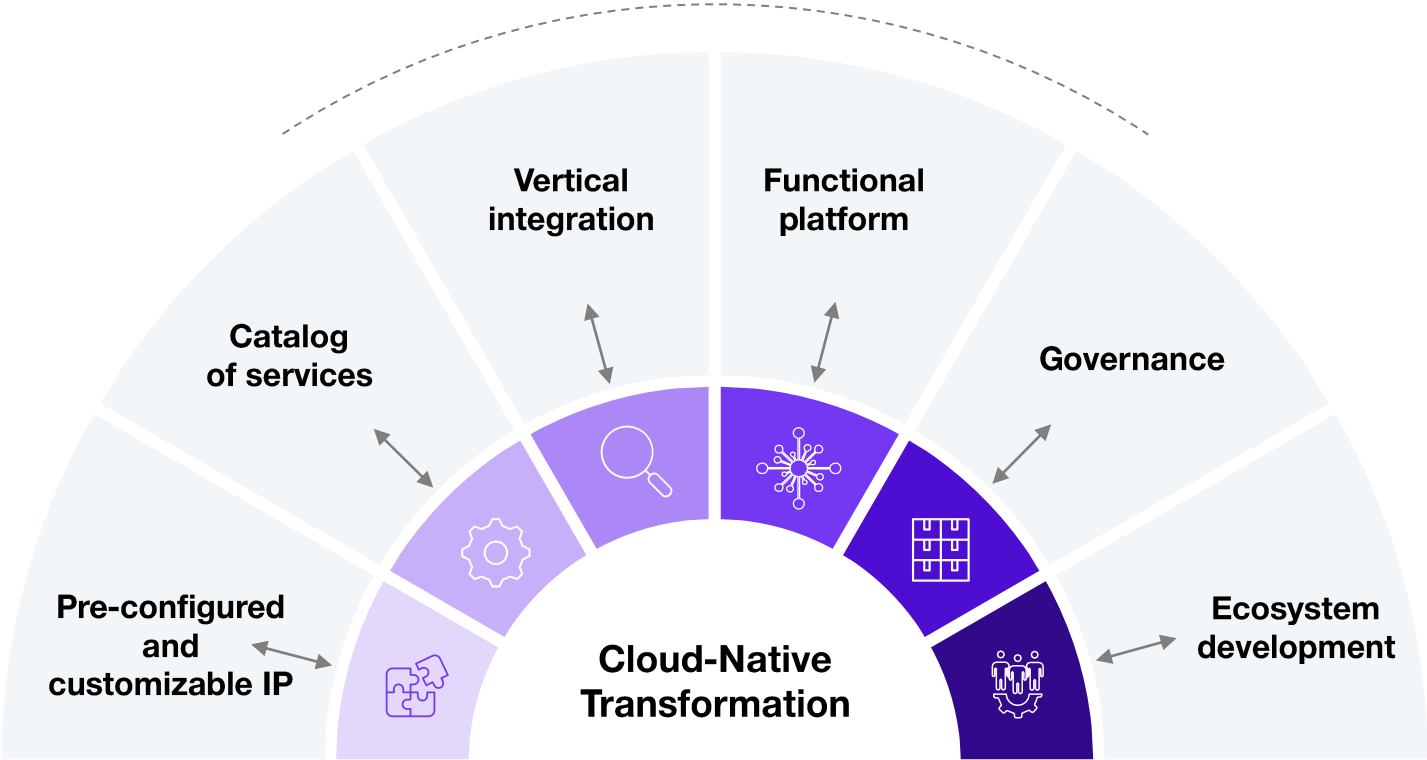 Pre-configured
and
customizable IP
Catalog
of services
Vertical
integration
Functional
platform
Governance
Ecosystem
development
Cloud-Native
Transformation